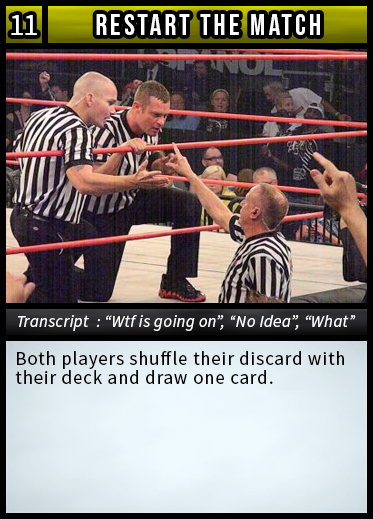 11 RESTART THE MATCH
ESPAÑOL
Transcript : “Wtf is going on”, “No Idea”, “What”
Both players shuffle their discard with
their deck and draw one card.